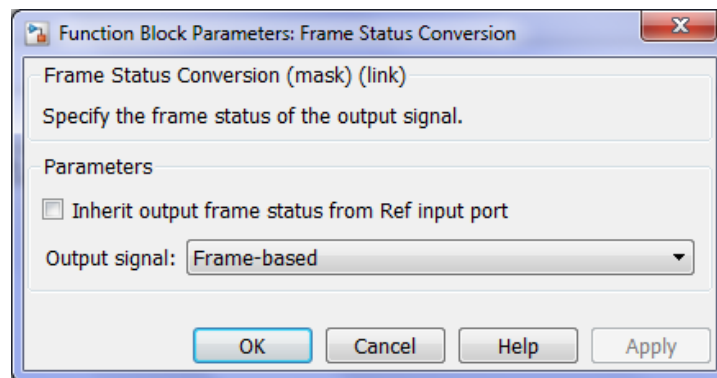 Function Block Parameters: Frame Status Conversion
Frame Status Conversion (mask) (link)
Specify the frame status of the output signal.
Parameters
Inherit output frame status from Ref input port
Output signal: Frame-based
OK Cancel Help Apply